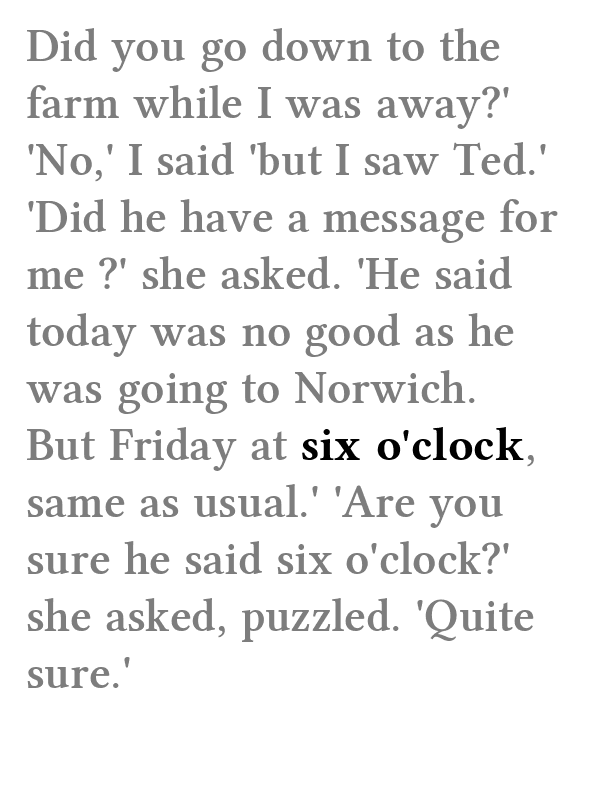 Did you go down to the
farm while I was away?'
'No,' I said 'but I saw Ted.'
'Did he have a message for
me ?' she asked. 'He said
today was no good as he
was going to Norwich.
But Friday at six o'clock,
same as usual.' 'Are you
sure he said six o'clock?'
she asked, puzzled. 'Quite
sure.'